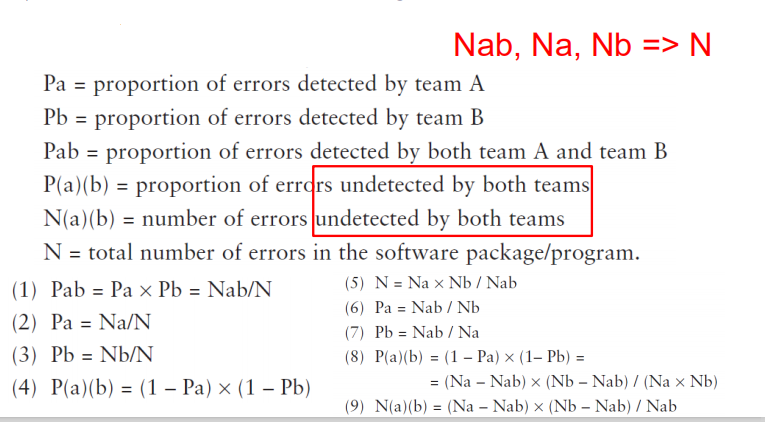 Nab, Na, Nb => N
Pa = proportion of errors detected by team A
Pb = proportion of errors detected by team B
Pab = proportion of errors detected by both team A and team B
P(a)(b) = proportion of errors undetected by both teams
N(a)(b) = number of errors undetected by both teams
N = total number of errors in the software package/program.
(1) Pab = Pa × Pb = Nab/N
(2) Pa = Na/N
(3) Pb = Nb/N
(4) P(a)(b) = (1 – Pa) × (1 – Pb)
(5) N = Na × Nb / Nab
(6) Pa = Nab / Nb
(7) Pb = Nab / Na
(8) P(a)(b) = (1 – Pa) × (1– Pb) =
= (Na – Nab) × (Nb – Nab) / (Na × Nb)
(9) N(a)(b) = (Na – Nab) × (Nb – Nab) / Nab